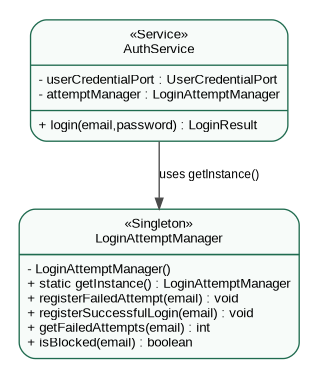 «Service»
AuthService
- userCredentialPort : UserCredentialPort
- attemptManager : LoginAttemptManager
+ login(email,password) : LoginResult
uses getInstance()
«Singleton»
LoginAttemptManager
- LoginAttemptManager()
+ static getInstance() : LoginAttemptManager
+ registerFailedAttempt(email) : void
+ registerSuccessfulLogin(email) : void
+ getFailedAttempts(email) : int
+ isBlocked(email) : boolean